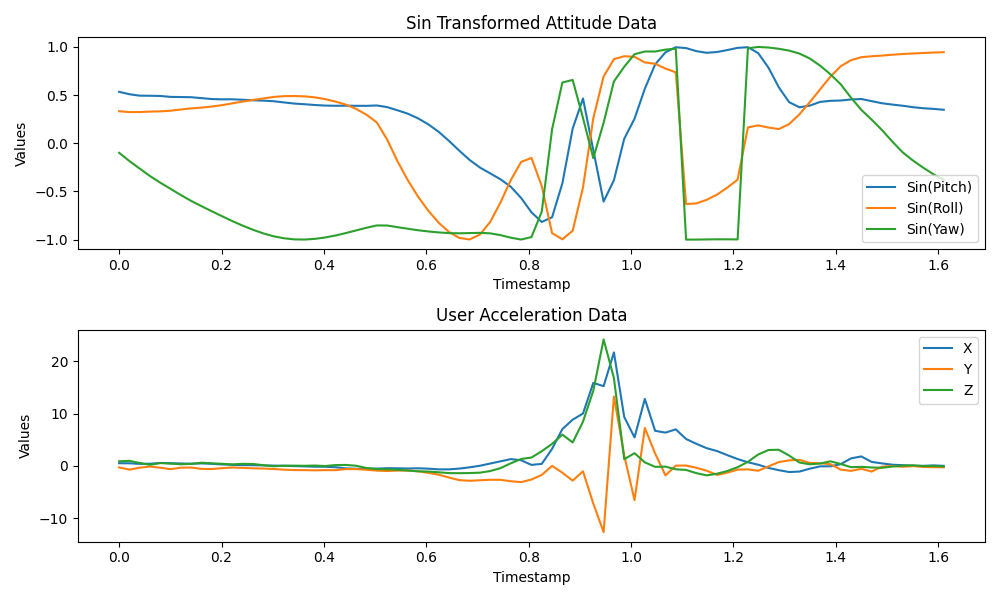 Sin Transformed Attitude Data
1.0
0.5
0.0
−0.5
−1.0
Values
Sin(Pitch)
Sin(Roll)
Sin(Yaw)
0.0 0.2 0.4 0.6 0.8 1.0 1.2 1.4 1.6
Timestamp
User Acceleration Data
20
10
0
−10
Values
X
Y
Z
0.0 0.2 0.4 0.6 0.8 1.0 1.2 1.4 1.6
Timestamp